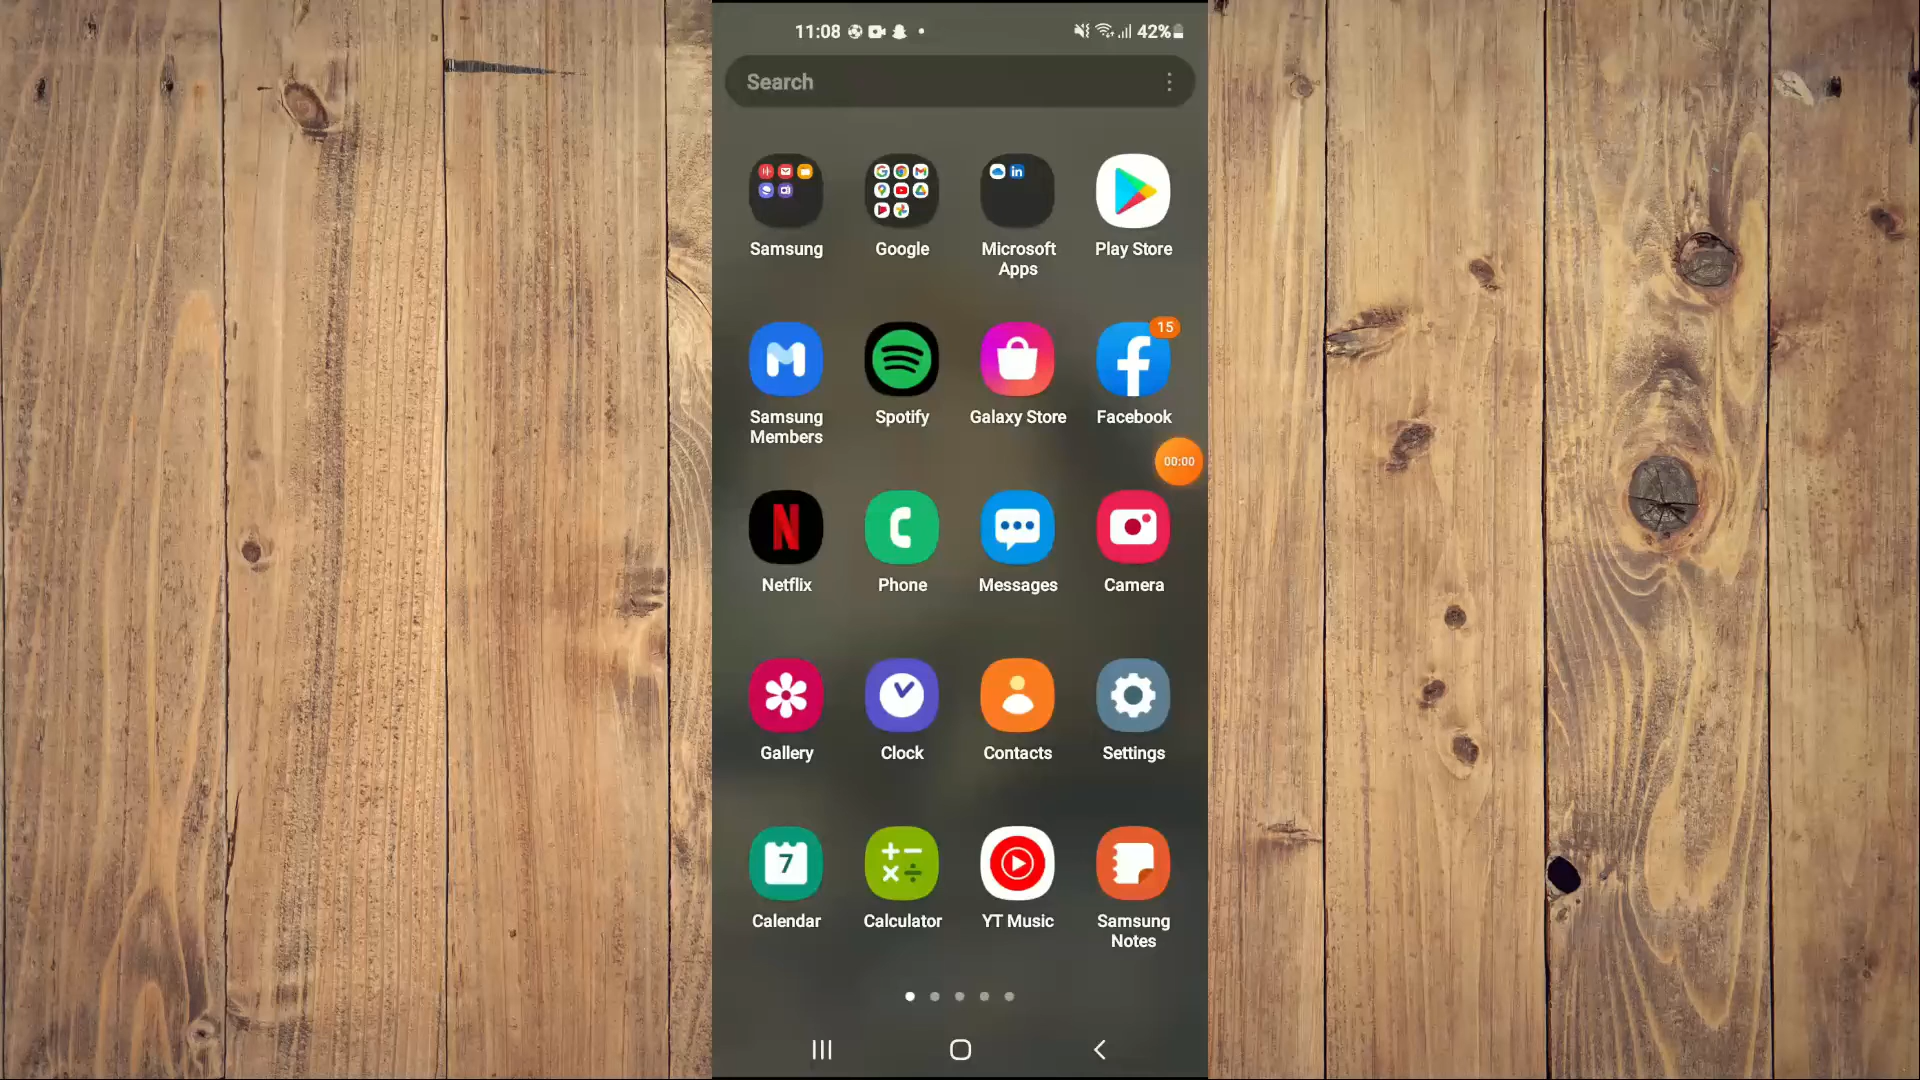 11:08
42%
Search
Samsung
Google
Microsoft
Apps
Play Store
15
Samsung
Members
Spotify
Galaxy Store
Facebook
00:00
Netflix
Phone
Messages
Camera
Gallery
Clock
Contacts
Settings
7
Calendar
Calculator
YT Music
Samsung
Notes